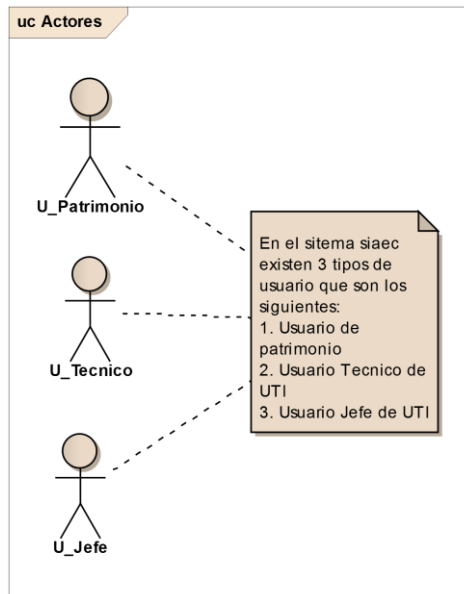 uc Actores
U_Patrimonio
En el sitema siaec
existen 3 tipos de
usuario que son los
siguientes:
1. Usuario de
patrimonio
2. Usuario Tecnico de
UTI
3. Usuario Jefe de UTI
U_Tecnico
U_Jefe